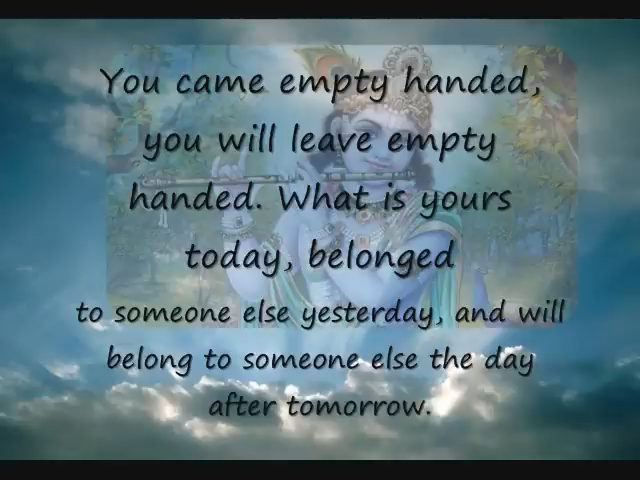 You came empty handed,
you will leave empty
handed. What is yours
today, belonged
to someone else yesterday, and will
belong to someone else the day
after tomorrow.